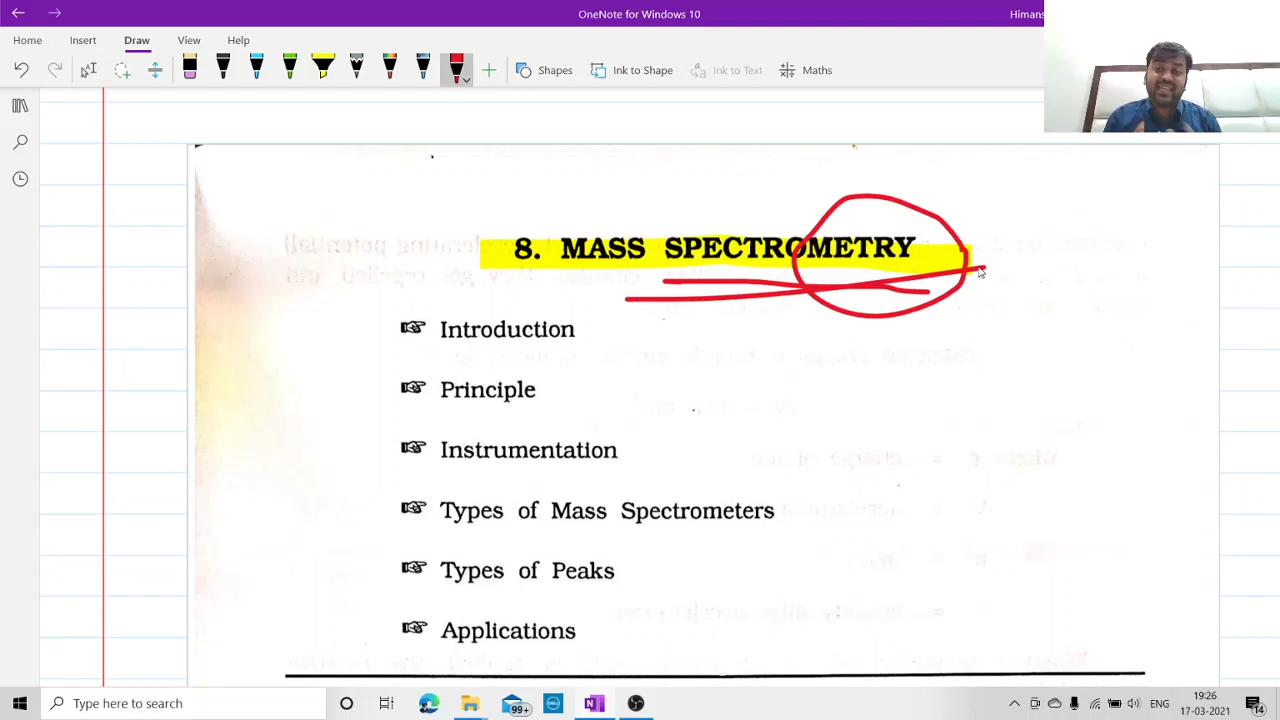 OneNote for Windows 10
Himans
Home Insert Draw View Help
Shapes Ink to Shape Ink to Text Maths
8. MASS SPECTROMETRY
Introduction
Principle
Instrumentation
Types of Mass Spectrometers
Types of Peaks
Applications
Type here to search
99+
DELL
ENG
19:26
17-03-2021
14